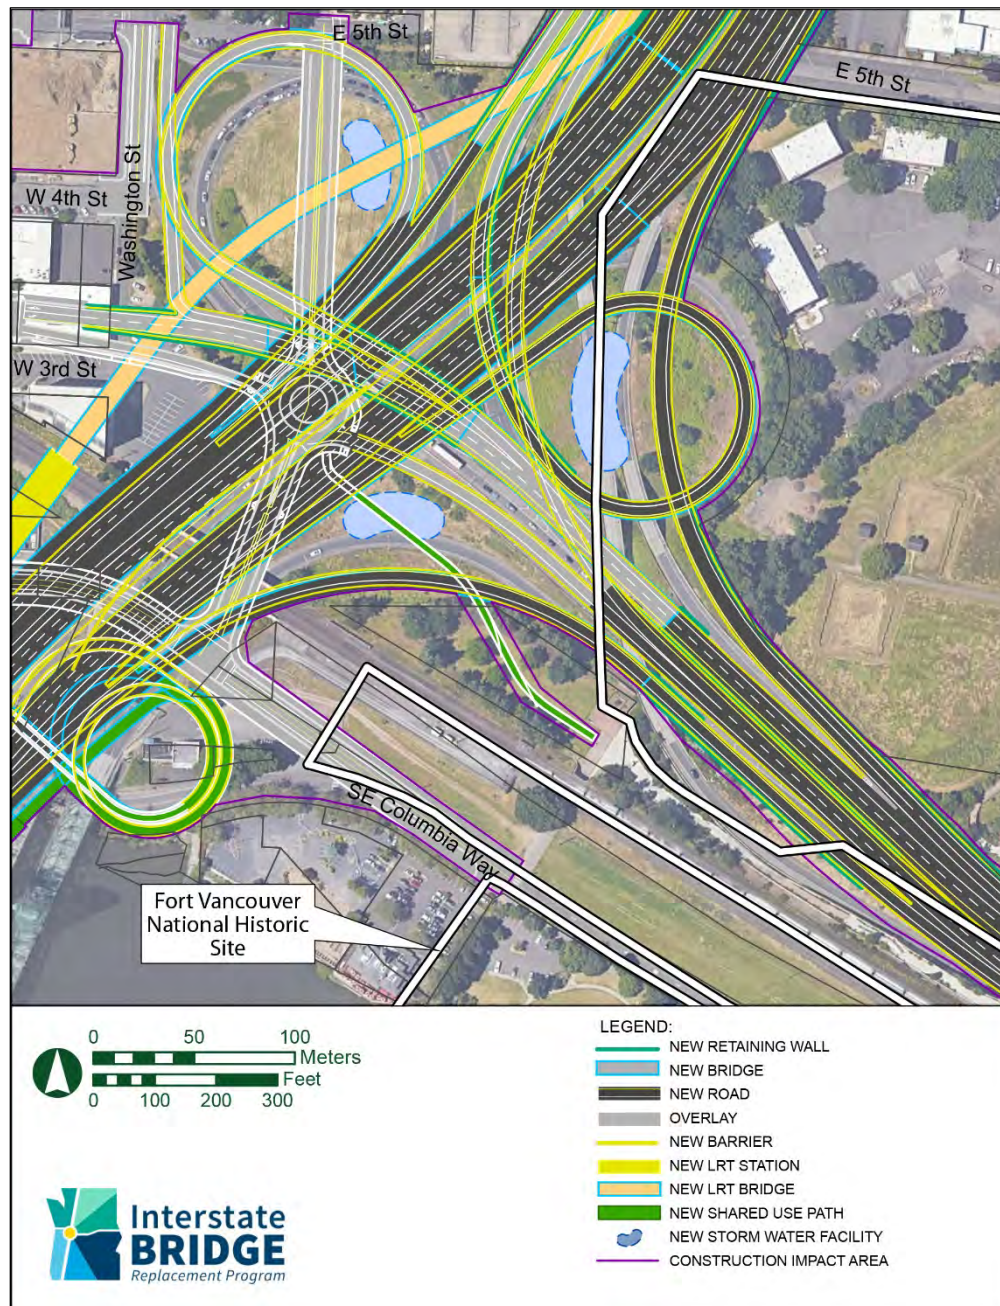 E 5th St
E 5th St
W 4th St
Washington St
W 3rd St
SE Columbia Way
Fort Vancouver
National Historic
Site
0 50 100
Meters
Feet
0 100 200 300
LEGEND:
NEW RETAINING WALL
NEW BRIDGE
NEW ROAD
OVERLAY
NEW BARRIER
NEW LRT STATION
NEW LRT BRIDGE
NEW SHARED USE PATH
NEW STORM WATER FACILITY
CONSTRUCTION IMPACT AREA
Interstate
BRIDGE
Replacement Program